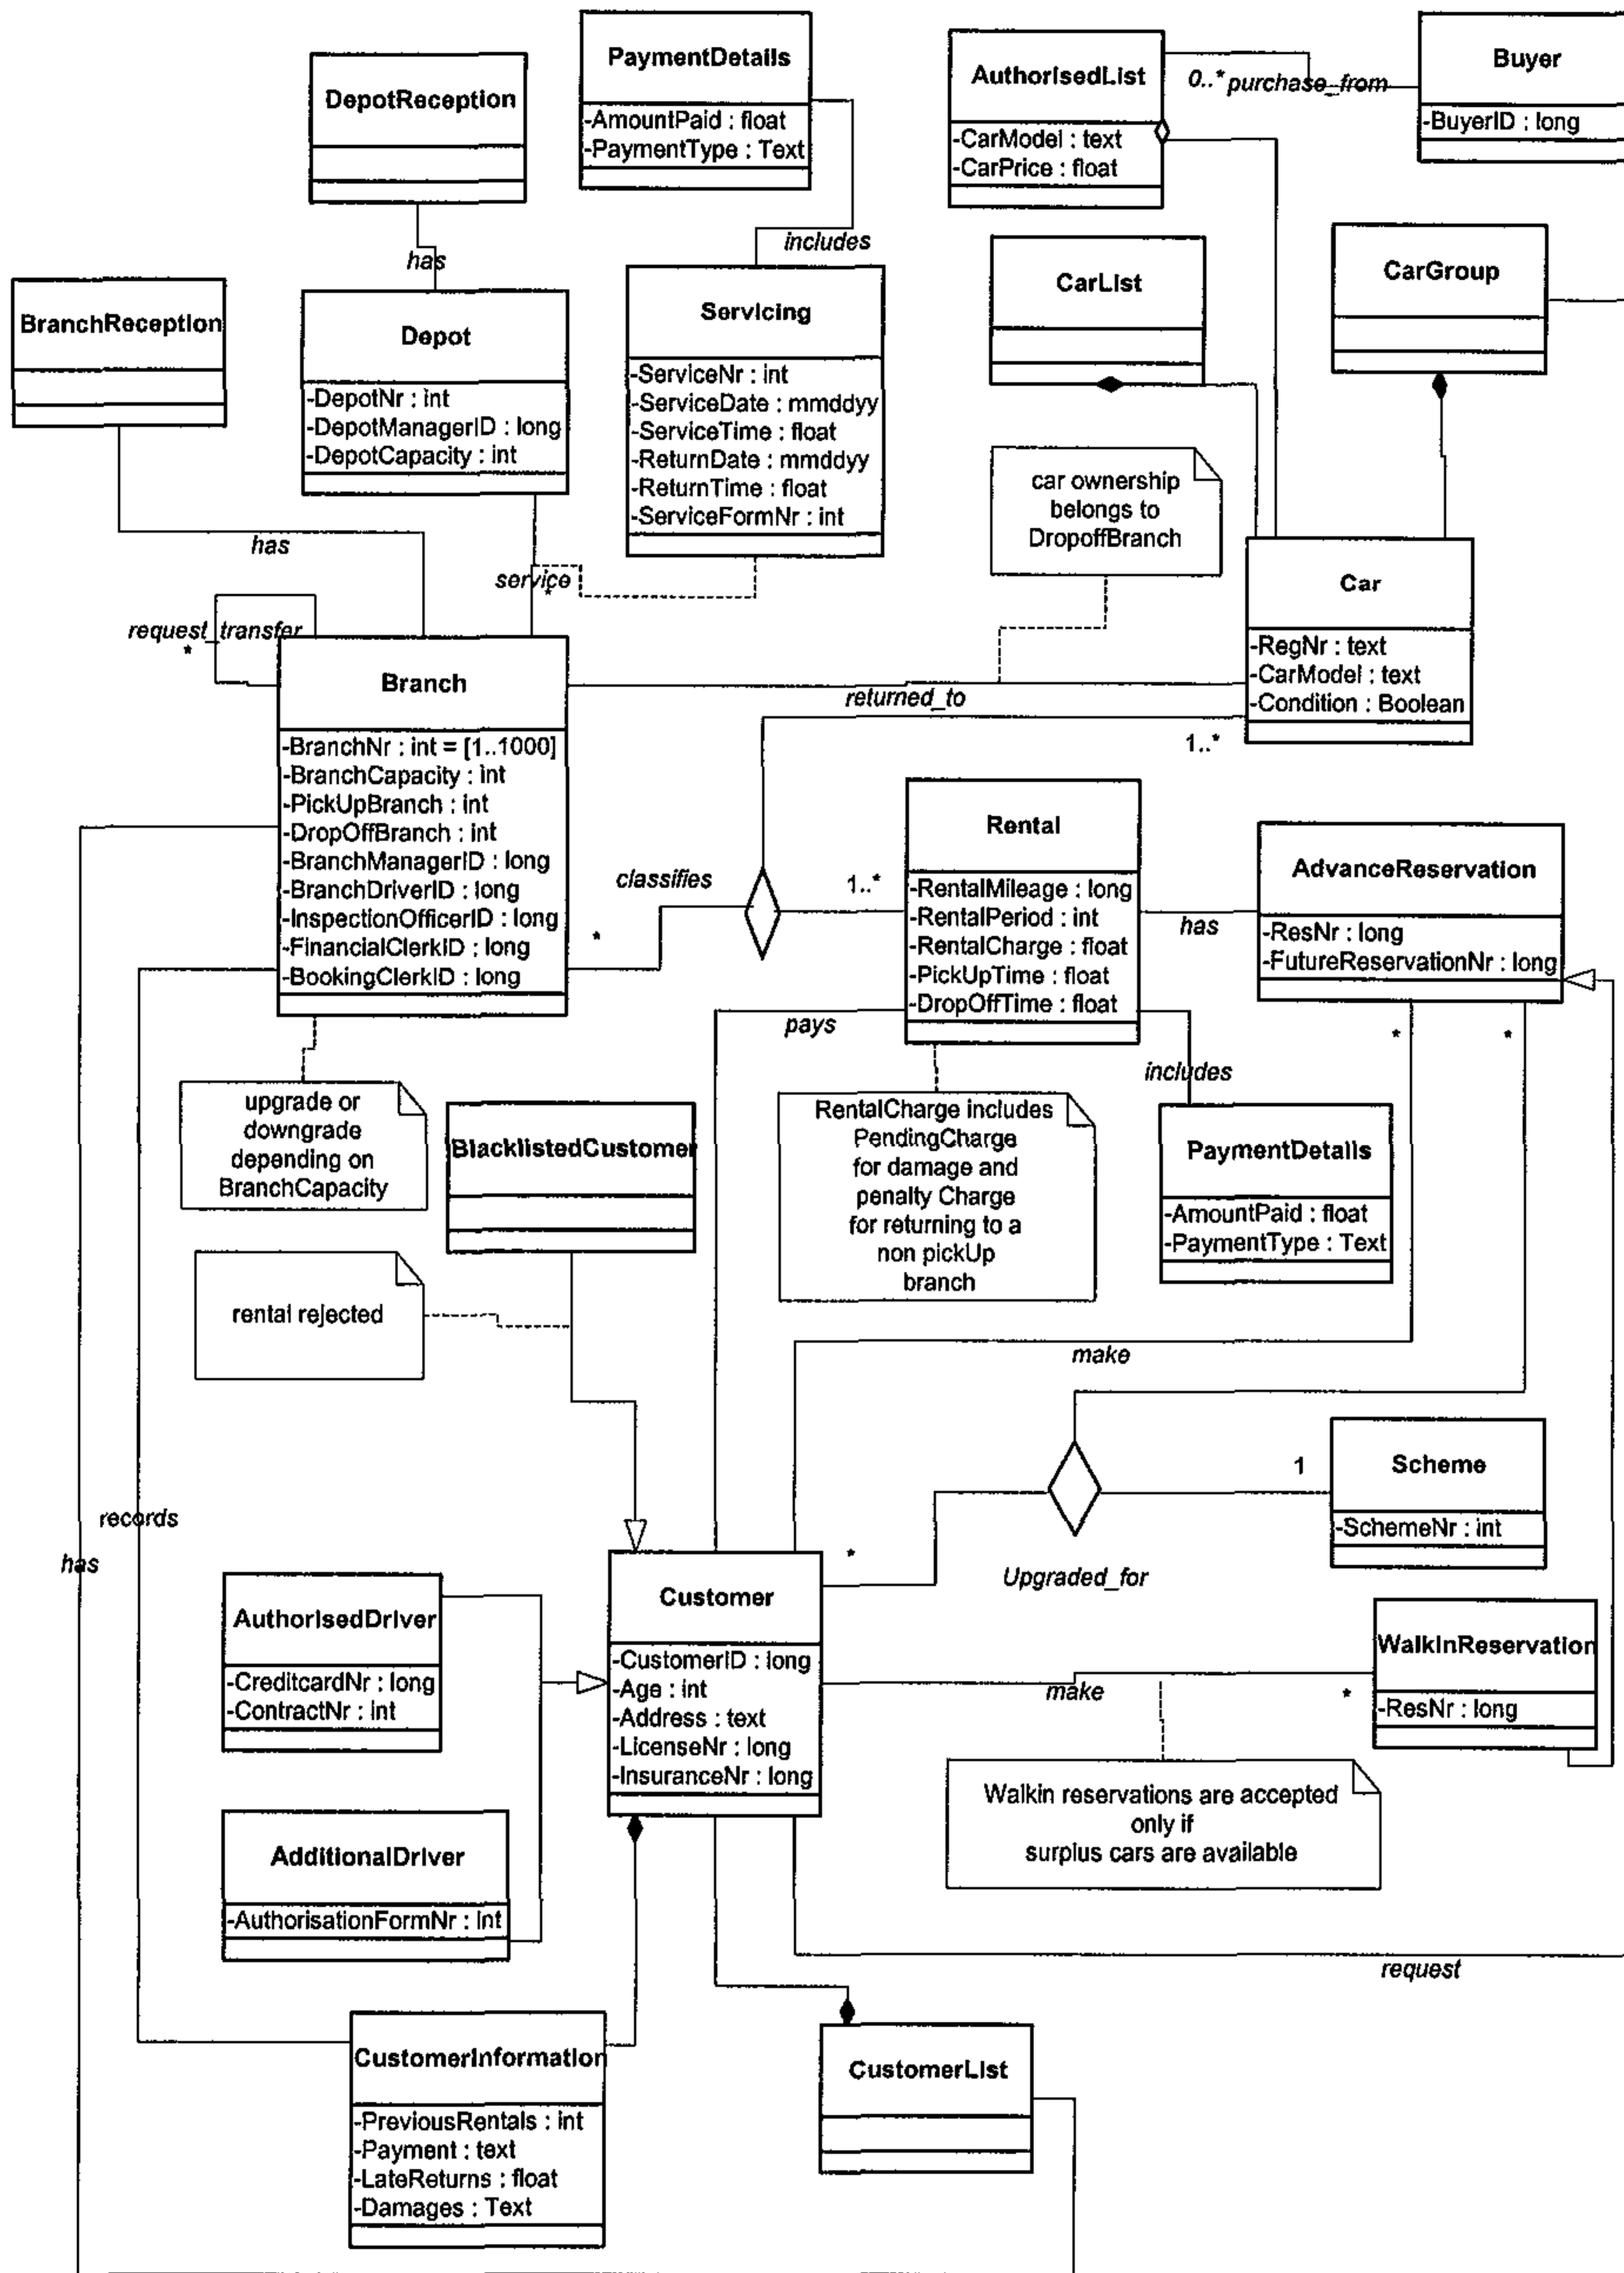 PaymentDetails
-AmountPaid : float
-PaymentType : Text
AuthorisedList
-CarModel : text
-CarPrice : float
0..*
purchase_from
Buyer
-BuyerID : long
DepotReception
has
includes
BranchReception
has
Depot
-DepotNr : int
-DepotManagerID : long
-DepotCapacity : int
Servicing
-ServiceNr : int
-ServiceDate : mmddyy
-ServiceTime : float
-ReturnDate : mmddyy
-ReturnTime : float
-ServiceFormNr : int
CarList
CarGroup
car ownership
belongs to
DropoffBranch
service
*
Car
-RegNr : text
-CarModel : text
-Condition : Boolean
request_transfer
*
Branch
-BranchNr : int = [1..1000]
-BranchCapacity : int
-PickUpBranch : int
-DropOffBranch : int
-BranchManagerID : long
-BranchDriverID : long
-InspectionOfficerID : long
-FinancialClerkID : long
-BookingClerkID : long
returned_to
1..*
classifies
*
1..*
Rental
-RentalMileage : long
-RentalPeriod : int
-RentalCharge : float
-PickUpTime : float
-DropOffTime : float
has
AdvanceReservation
-ResNr : long
-FutureReservationNr : long
*
*
pays
includes
upgrade or
downgrade
depending on
BranchCapacity
BlacklistedCustomer
RentalCharge includes
PendingCharge
for damage and
penalty Charge
for returning to a
non pickUp
branch
PaymentDetails
-AmountPaid : float
-PaymentType : Text
rental rejected
make
1
Scheme
-SchemeNr : int
records
has
*
Upgraded_for
AuthorisedDriver
-CreditcardNr : long
-ContractNr : int
Customer
-CustomerID : long
-Age : int
-Address : text
-LicenseNr : long
-InsuranceNr : long
make
*
WalkInReservation
-ResNr : long
Walkin reservations are accepted
only if
surplus cars are available
AdditionalDriver
-AuthorisationFormNr : int
request
CustomerInformation
-PreviousRentals : int
-Payment : text
-LateReturns : float
-Damages : Text
CustomerList